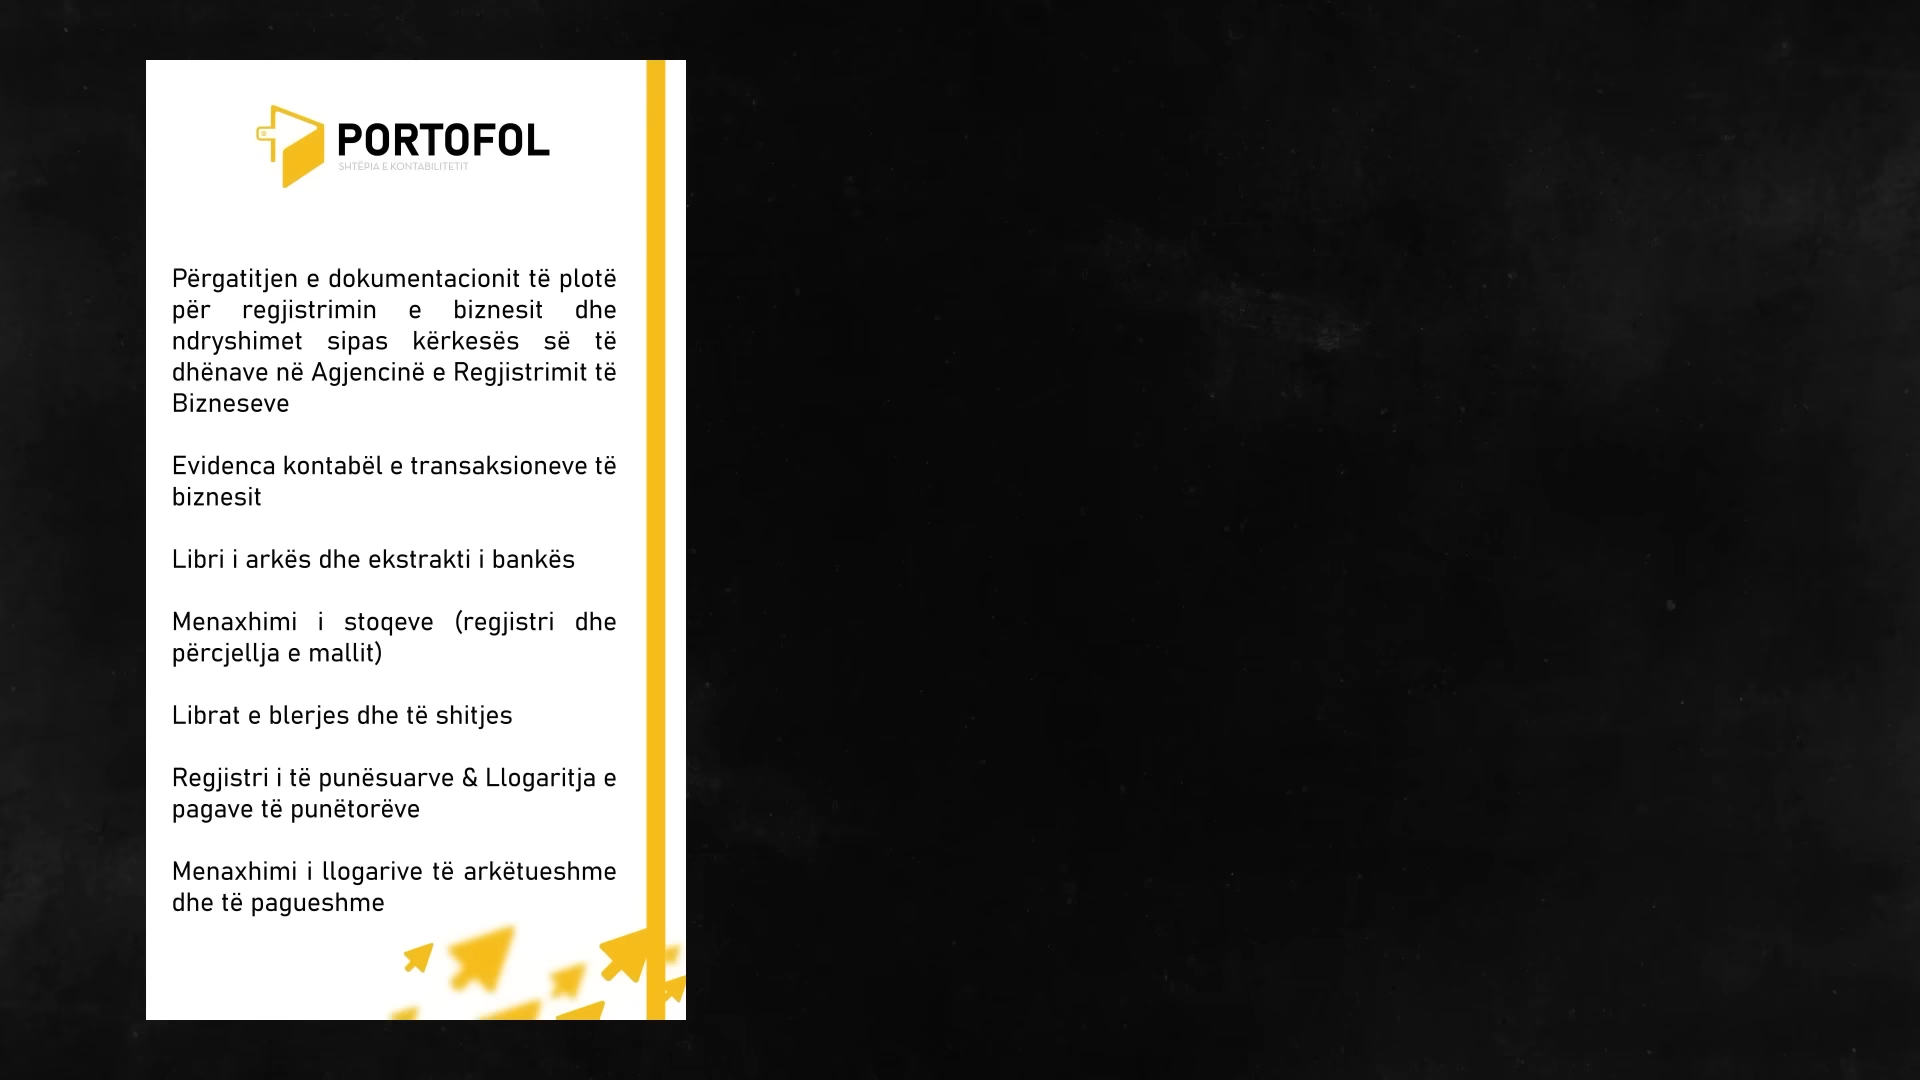 PORTOFOL
SHTËPIA E KONTABILITETIT
Përgatitjen e dokumentacionit të plotë
për regjistrimin e biznesit dhe
ndryshimet sipas kërkesës së të
dhënave në Agjencinë e Regjistrimit të
Bizneseve
Evidenca kontabël e transaksioneve të
biznesit
Libri i arkës dhe ekstrakti i bankës
Menaxhimi i stoqeve (regjistri dhe
përcjellja e mallit)
Librat e blerjes dhe të shitjes
Regjistri i të punësuarve & Llogaritja e
pagave të punëtorëve
Menaxhimi i llogarive të arkëtueshme
dhe të pagueshme